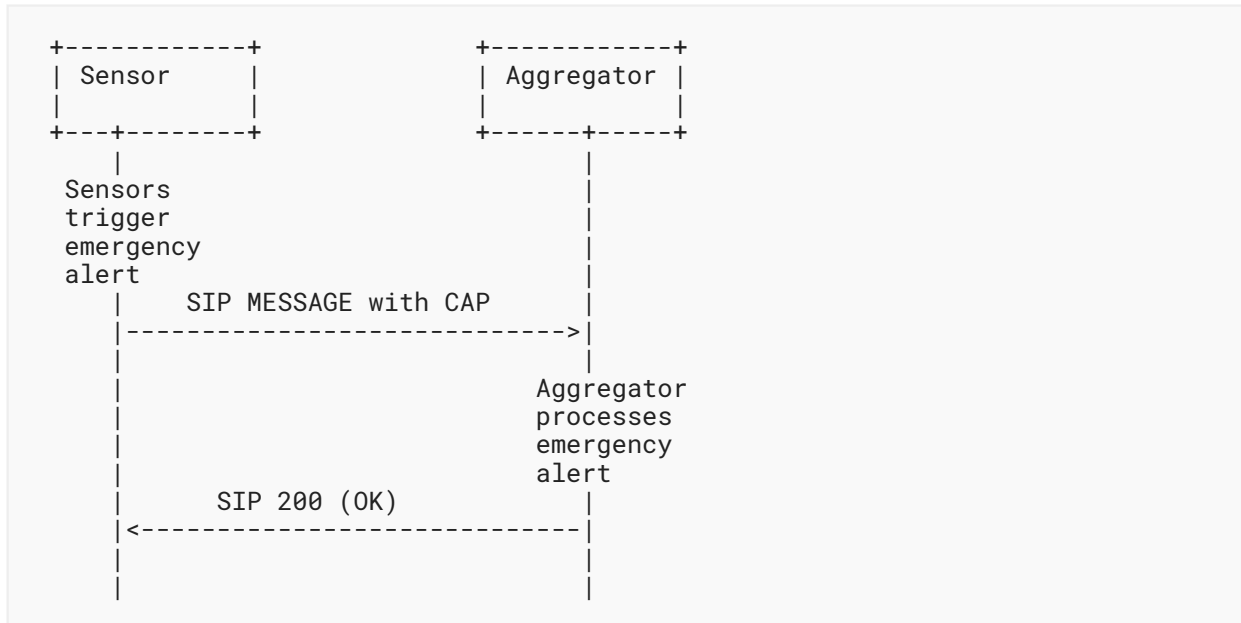 Sensor Aggregator
Sensors
trigger
emergency
alert
SIP MESSAGE with CAP
Aggregator
processes
emergency
alert
SIP 200 (OK)